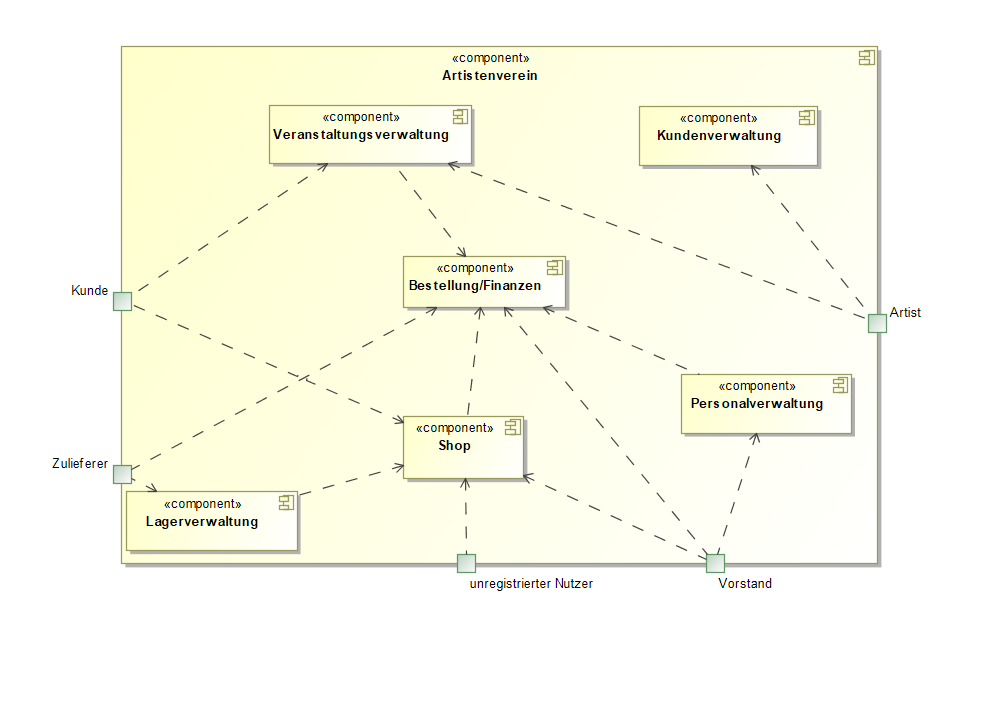 «component»
Artistenverein
«component»
Veranstaltungsverwaltung
«component»
Kundenverwaltung
«component»
Bestellung/Finanzen
Kunde
Artist
«component»
Personalverwaltung
«component»
Shop
Zulieferer
«component»
Lagerverwaltung
unregistrierter Nutzer
Vorstand